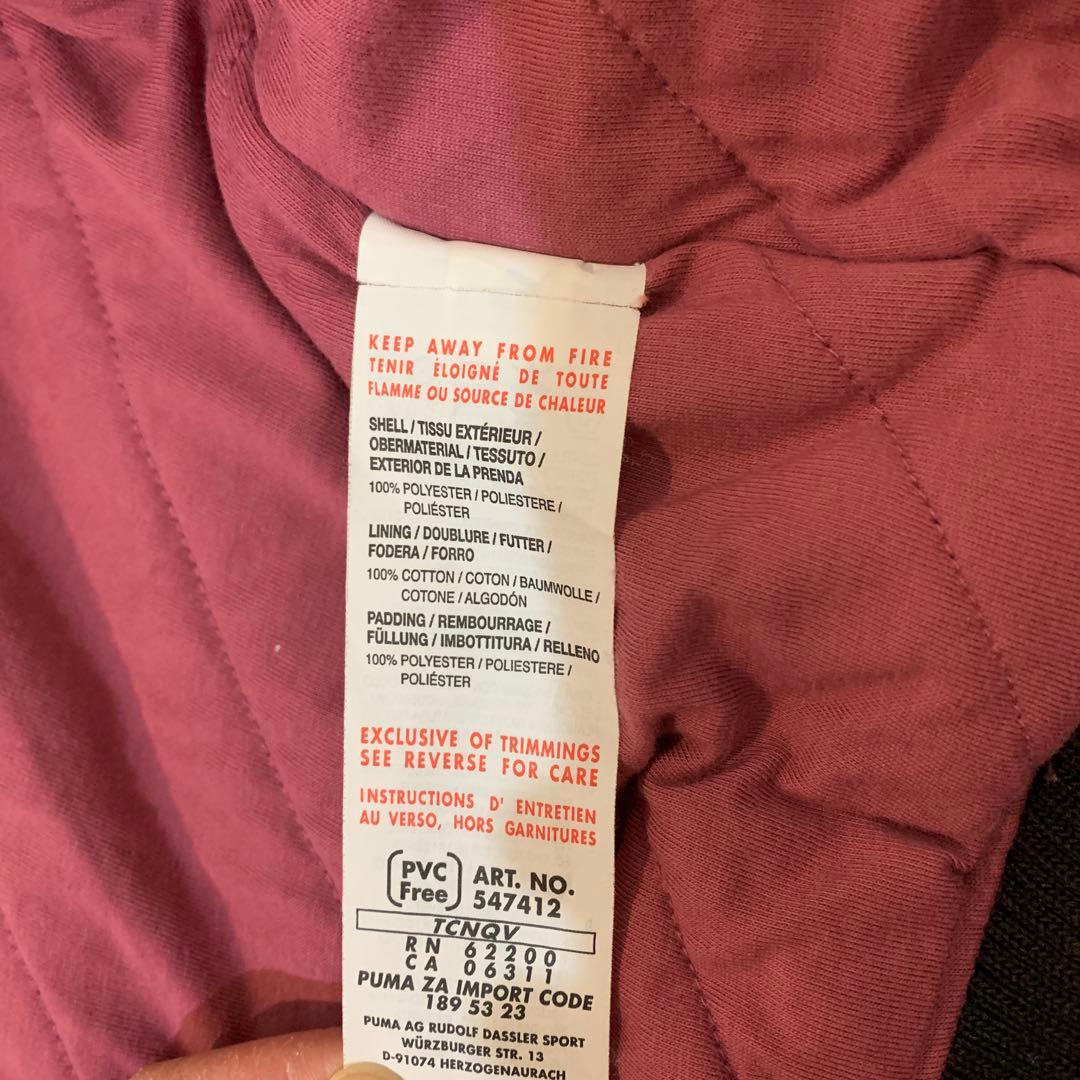 KEEP AWAY FROM FIRE
TENIR ÉLOIGNÉ DE TOUTE
FLAMME OU SOURCE DE CHALEUR
SHELL / TISSU EXTÉRIEUR /
OBERMATERIAL / TESSUTO /
EXTERIOR DE LA PRENDA
100% POLYESTER / POLIESTERE /
POLIÉSTER
LINING / DOUBLURE / FUTTER /
FODERA / FORRO
100% COTTON / COTON / BAUMWOLLE /
COTONE / ALGODÓN
PADDING / REMBOURRAGE /
FÜLLUNG / IMBOTTITURA / RELLENO
100% POLYESTER / POLIESTERE /
POLIÉSTER
EXCLUSIVE OF TRIMMINGS
SEE REVERSE FOR CARE
INSTRUCTIONS D' ENTRETIEN
AU VERSO, HORS GARNITURES
PVC
Free
ART. NO.
547412
TCNQV
RN 62200
CA 06311
PUMA ZA IMPORT CODE
189 53 23
PUMA AG RUDOLF DASSLER SPORT
WÜRZBURGER STR. 13
D-91074 HERZOGENAURACH